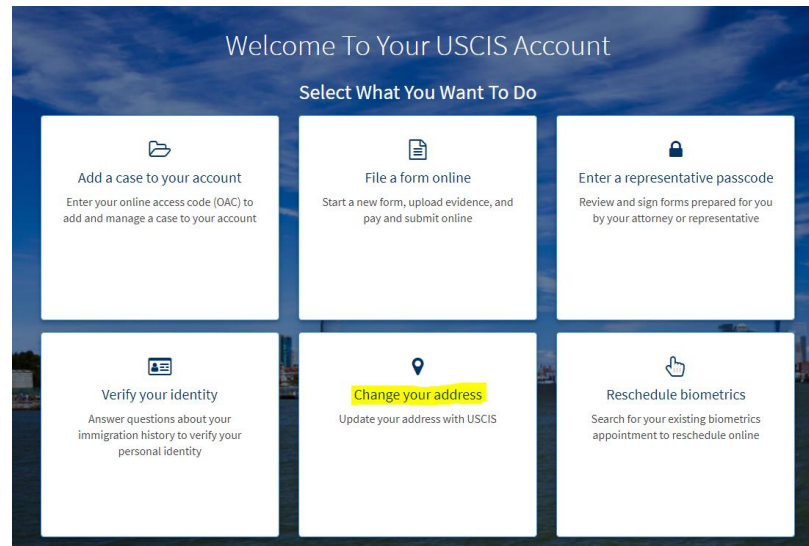 Welcome To Your USCIS Account
Select What You Want To Do
Add a case to your account
Enter your online access code (OAC) to
add and manage a case to your account
File a form online
Start a new form, upload evidence, and
pay and submit online
Enter a representative passcode
Review and sign forms prepared for you
by your attorney or representative
Verify your identity
Answer questions about your
immigration history to verify your
personal identity
Change your address
Update your address with USCIS
Reschedule biometrics
Search for your existing biometrics
appointment to reschedule online